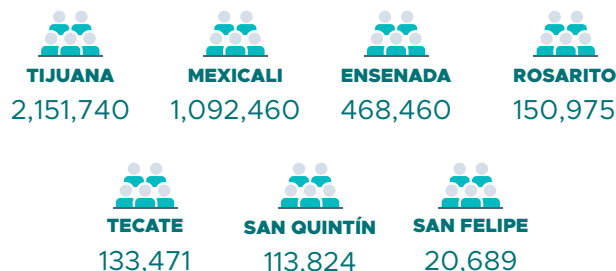 TIJUANA
2,151,740
MEXICALI
1,092,460
ENSENADA
468,460
ROSARITO
150,975
TECATE
133,471
SAN QUINTÍN
113,824
SAN FELIPE
20,689